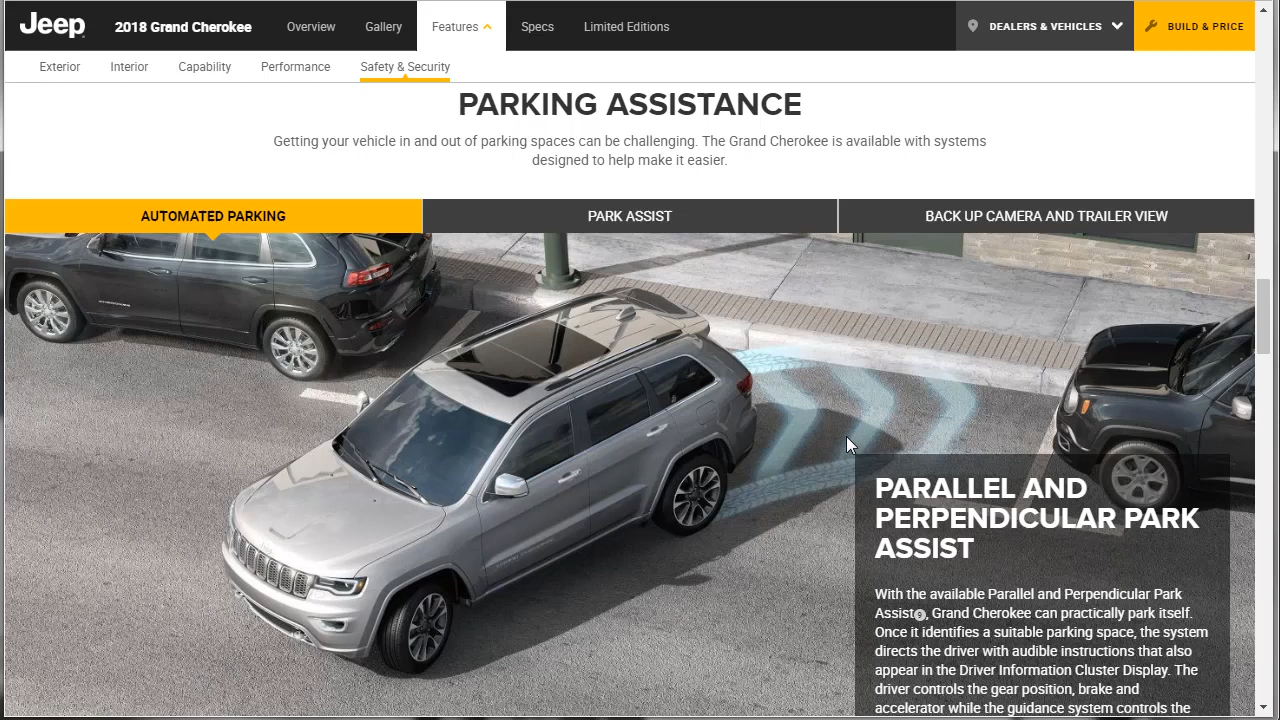 Jeep
2018 Grand Cherokee
Overview
Gallery
Features
Specs
Limited Editions
DEALERS & VEHICLES
BUILD & PRICE
Exterior
Interior
Capability
Performance
Safety & Security
PARKING ASSISTANCE
Getting your vehicle in and out of parking spaces can be challenging. The Grand Cherokee is available with systems
designed to help make it easier.
AUTOMATED PARKING
PARK ASSIST
BACK UP CAMERA AND TRAILER VIEW
PARALLEL AND
PERPENDICULAR PARK
ASSIST
With the available Parallel and Perpendicular Park
Assist, Grand Cherokee can practically park itself.
Once it identifies a suitable parking space, the system
directs the driver with audible instructions that also
appear in the Driver Information Cluster Display. The
driver controls the gear position, brake and
accelerator while the guidance system controls the